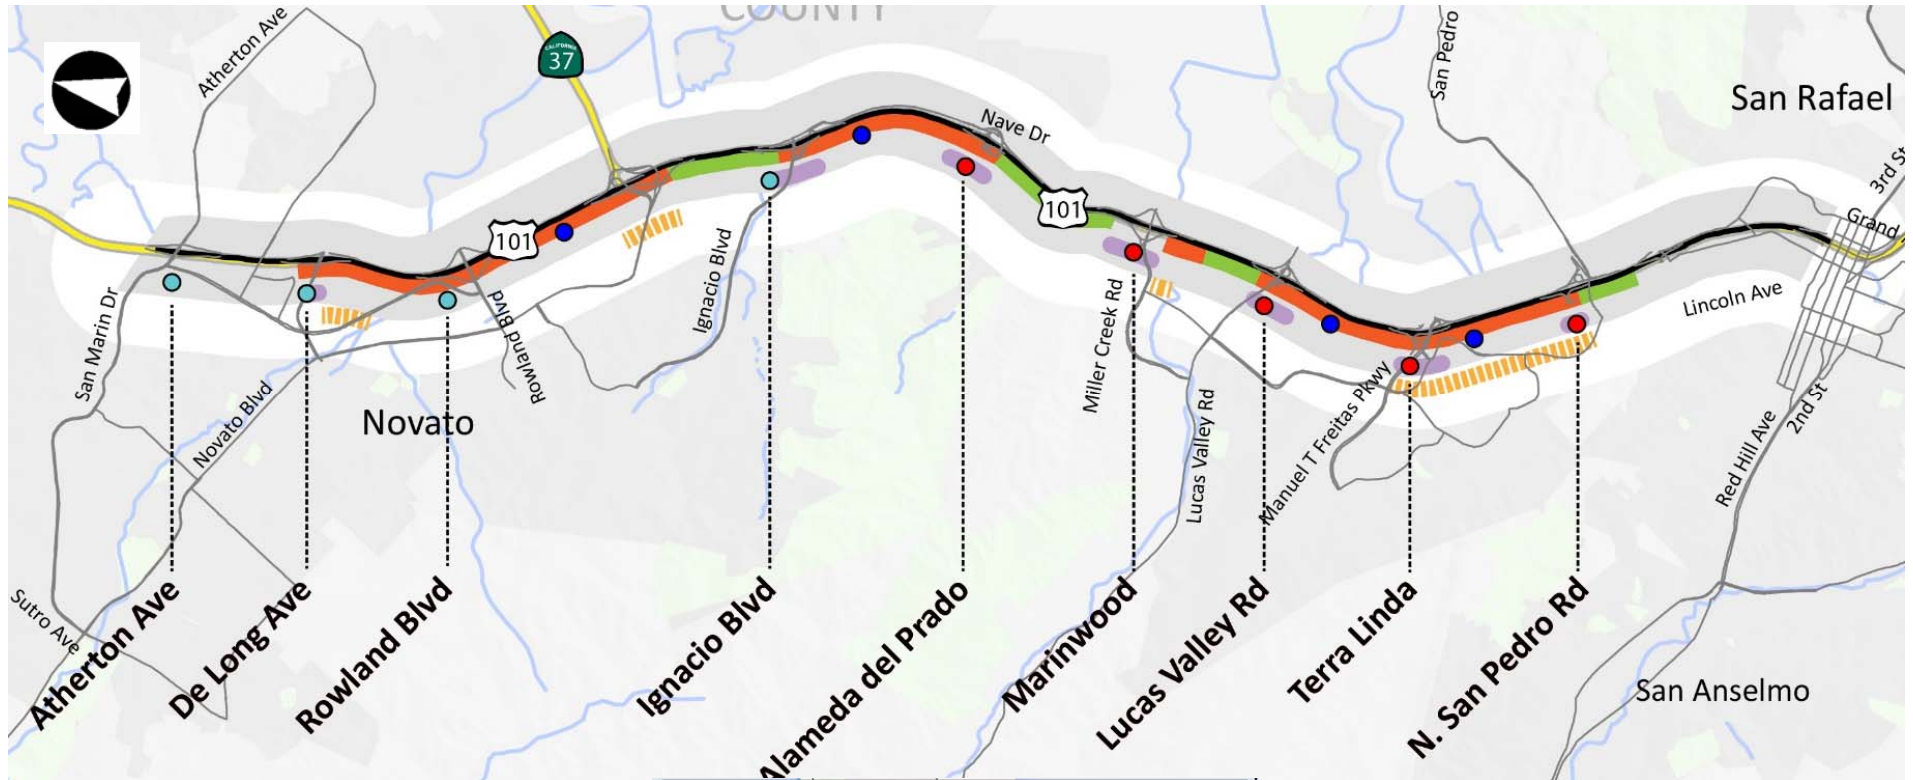 COUNTY
Atherton Ave
CALIFORNIA
37
San Pedro
San Rafael
Nave Dr
3rd St
101
101
Grand
San Marin Dr
Ignacio Blvd
Rowland Blvd
Miller Creek Rd
Lincoln Ave
Novato Blvd
Novato
Lucas Valley Rd
Manuel T Freitas Pkwy
2nd St
Red Hill Ave
Sutro Ave
Atherton Ave
De Long Ave
Rowland Blvd
Ignacio Blvd
Alameda del Prado
Marinwood
Lucas Valley Rd
Terra Linda
N. San Pedro Rd
San Anselmo